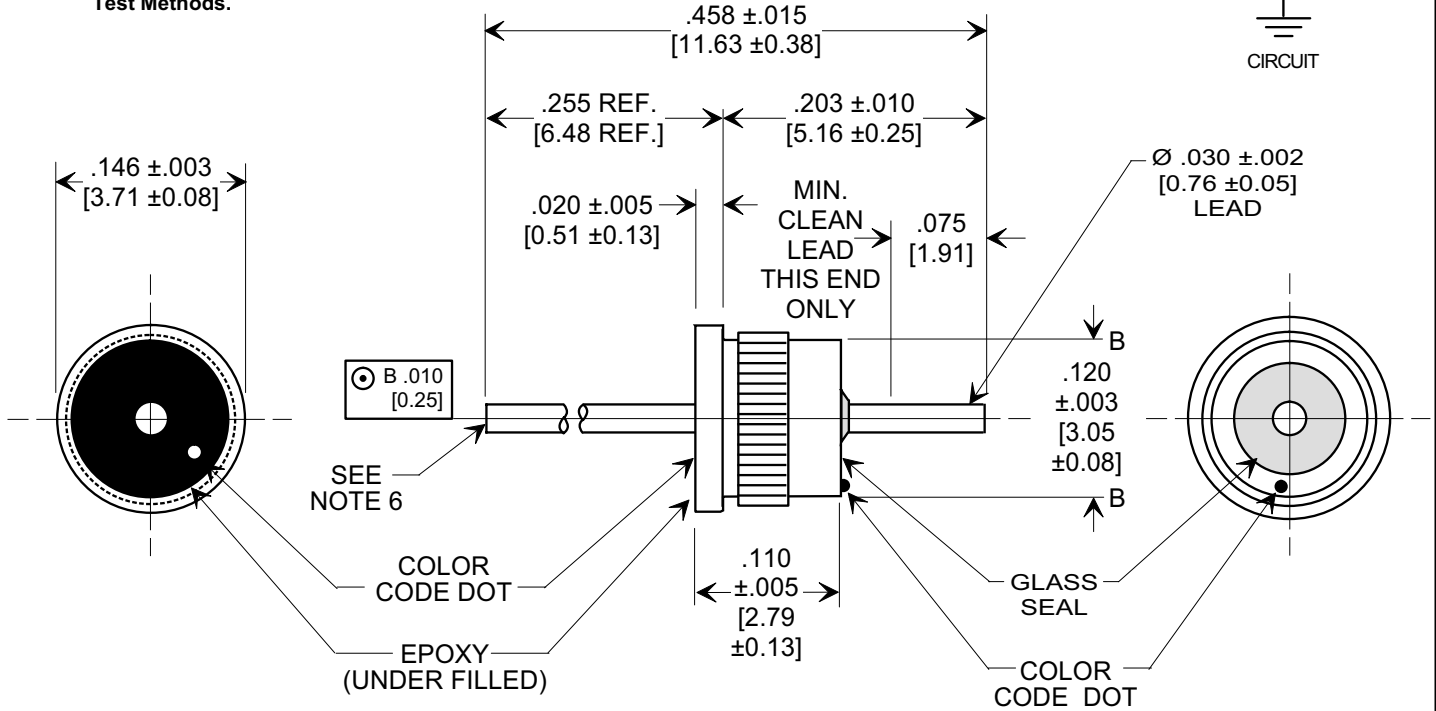 Test Methods.
.458 ±.015
[11.63 ±0.38]
CIRCUIT
.255 REF.
[6.48 REF.]
.203 ±.010
[5.16 ±0.25]
.146 ±.003
[3.71 ±0.08]
.020 ±.005
[0.51 ±0.13]
MIN.
CLEAN
LEAD
THIS END
ONLY
.075
[1.91]
Ø .030 ±.002
[0.76 ±0.05]
LEAD
B .010
[0.25]
B
.120
±.003
[3.05
±0.08]
B
SEE
NOTE 6
COLOR
CODE DOT
EPOXY
(UNDER FILLED)
.110
±.005
[2.79
±0.13]
GLASS
SEAL
COLOR
CODE DOT